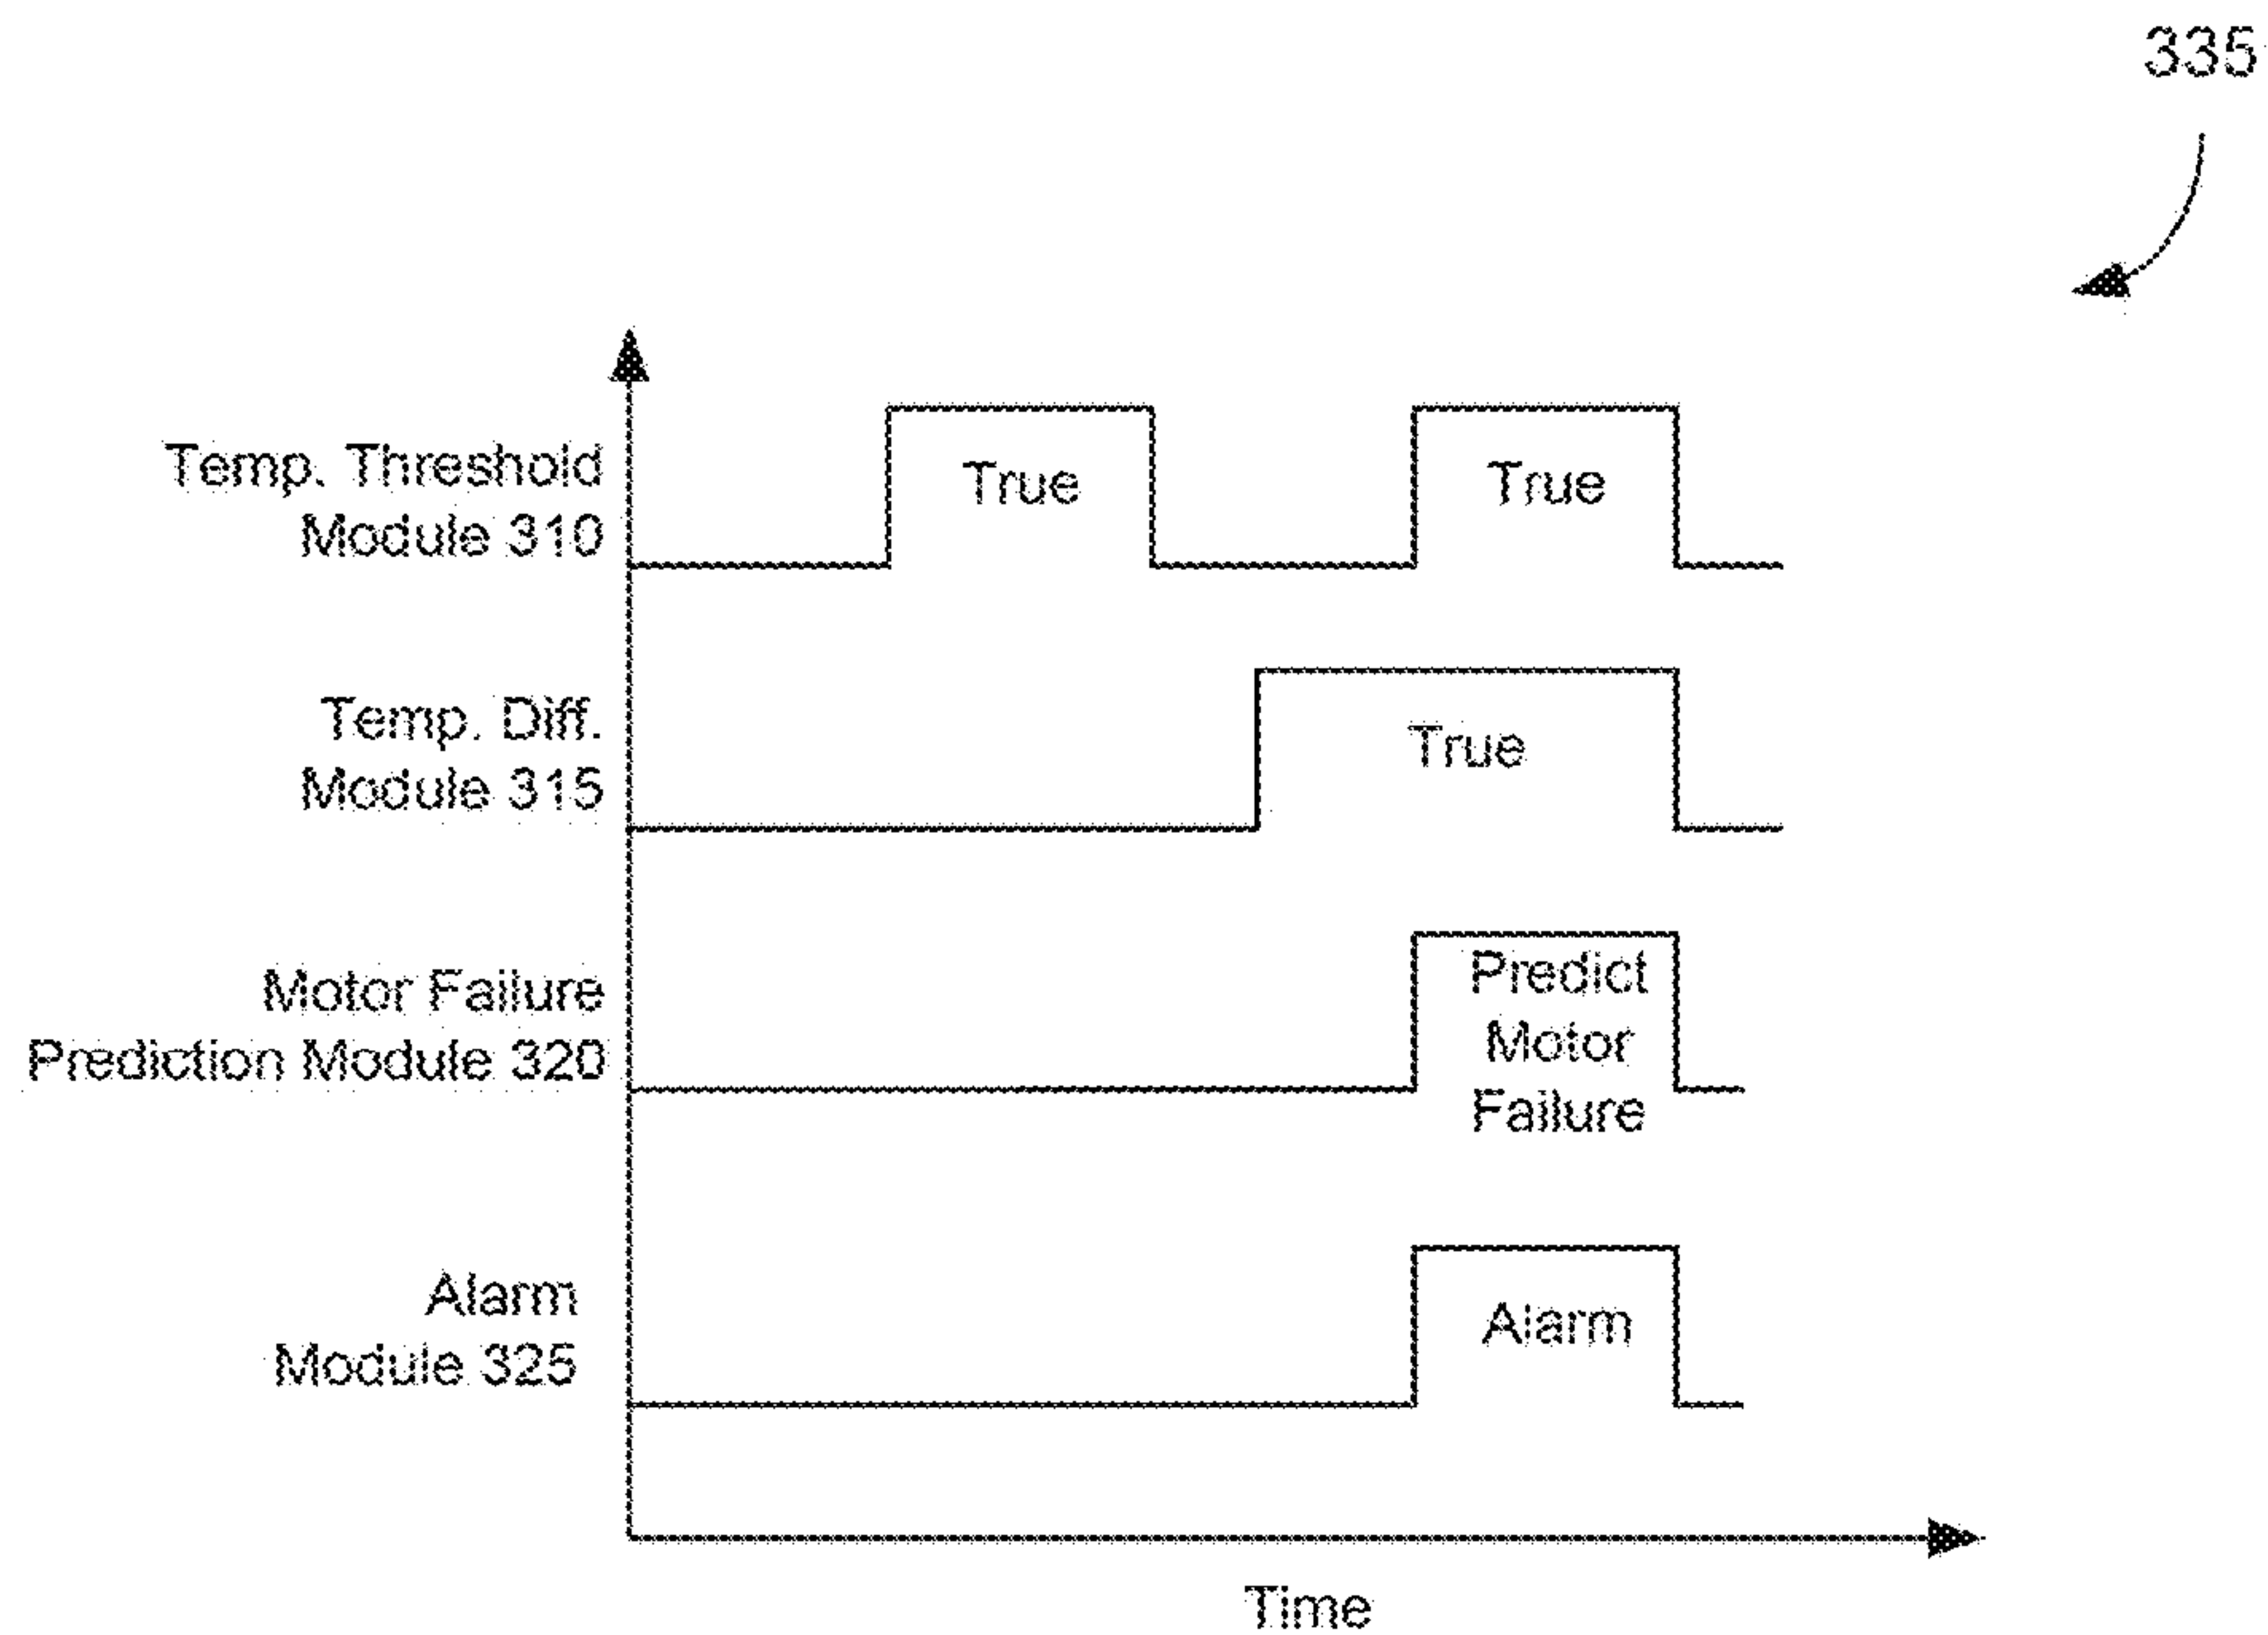 335
Temp. Threshold
Module 310
True
True
Temp. Diff.
Module 315
True
Motor Failure
Prediction Module 320
Predict
Motor
Failure
Alarm
Module 325
Alarm
Time